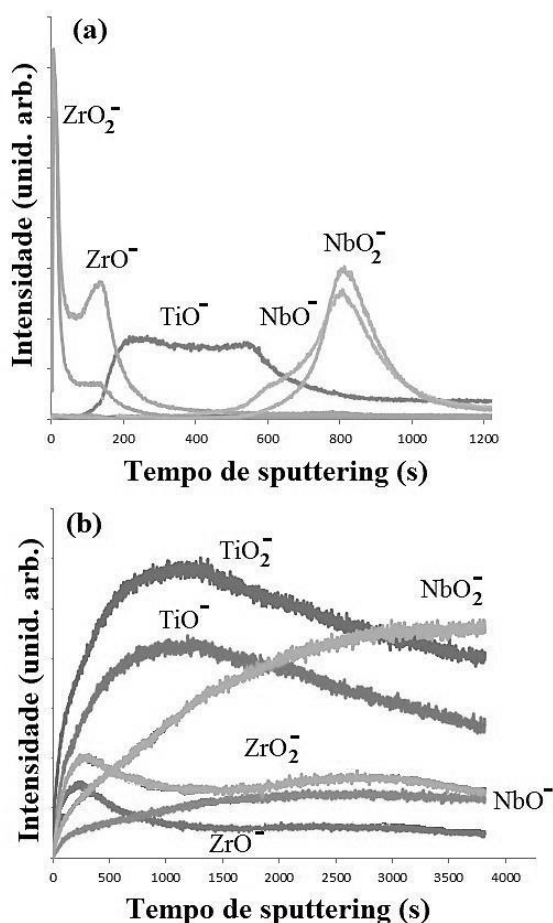 (a)
Intensidade (unid. arb.)
ZrO₂⁻
ZrO⁻
TiO⁻
NbO⁻
NbO₂⁻
0 200 400 600 800 1000 1200
Tempo de sputtering (s)
(b)
Intensidade (unid. arb.)
TiO₂⁻
TiO⁻
NbO₂⁻
ZrO₂⁻
NbO⁻
ZrO⁻
0 500 1000 1500 2000 2500 3000 3500 4000
Tempo de sputtering (s)